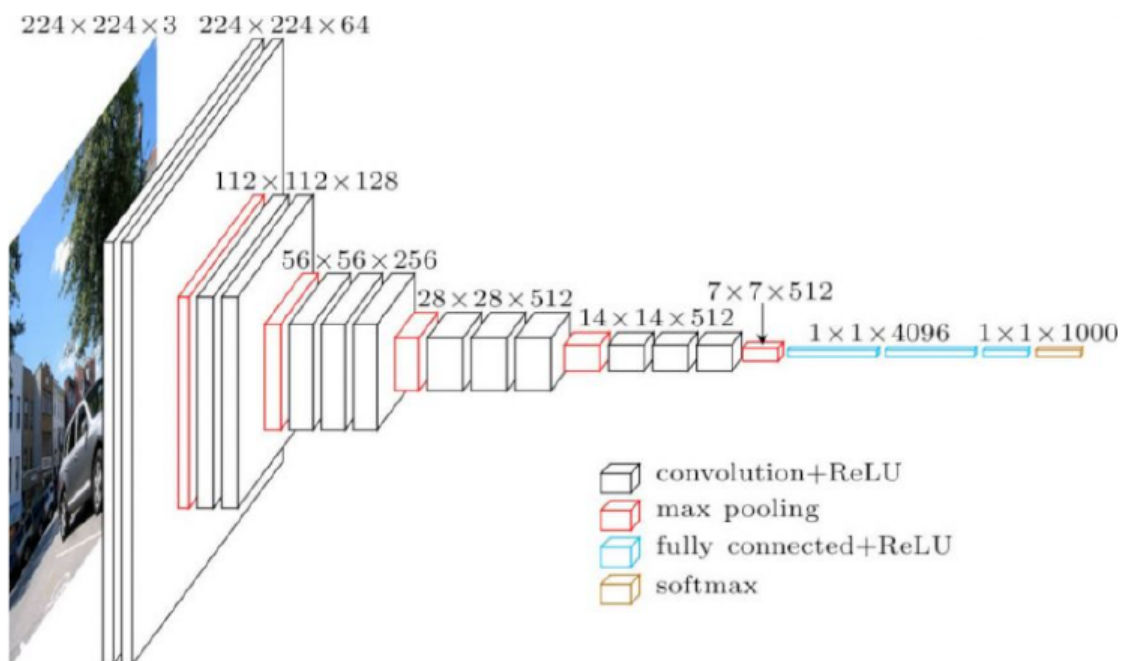 224×224×3
224×224×64
112×112×128
56×56×256
28×28×512
14×14×512
7×7×512
1×1×4096
1×1×1000
convolution+ReLU
max pooling
fully connected+ReLU
softmax